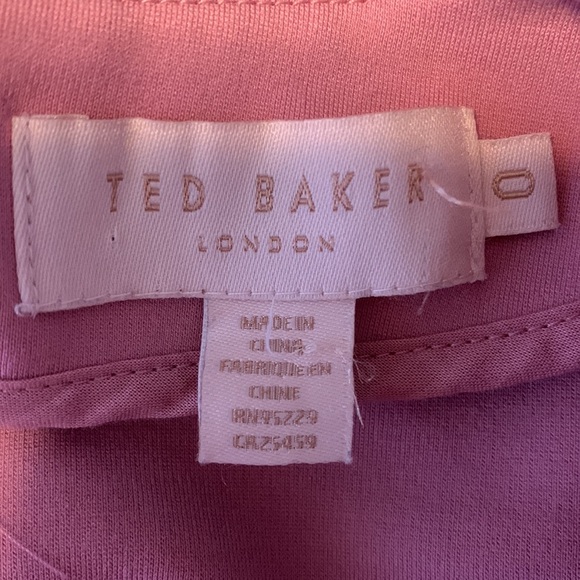 TED BAKER
LONDON
0
MADE IN
CHINA
FABRIQUE EN
CHINE
RN95229
CA25459